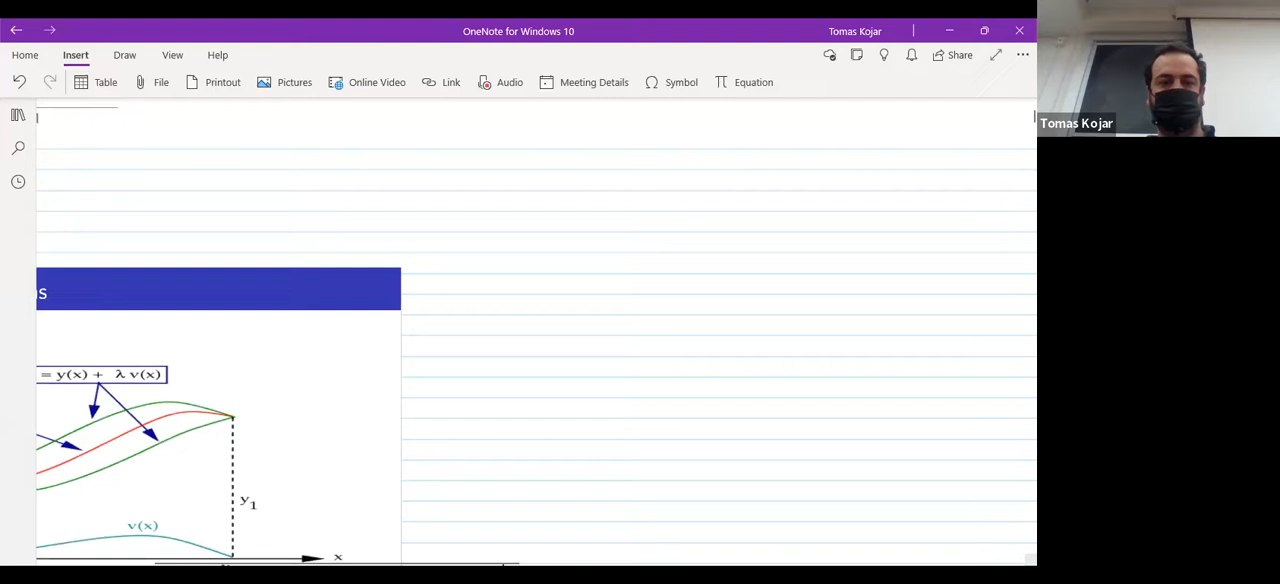 OneNote for Windows 10
Tomas Kojar
Home Insert Draw View Help
Share
Table File Printout Pictures Online Video Link Audio Meeting Details Symbol Equation
Tomas Kojar
= y(x) + λ v(x)
y1
v(x)
x